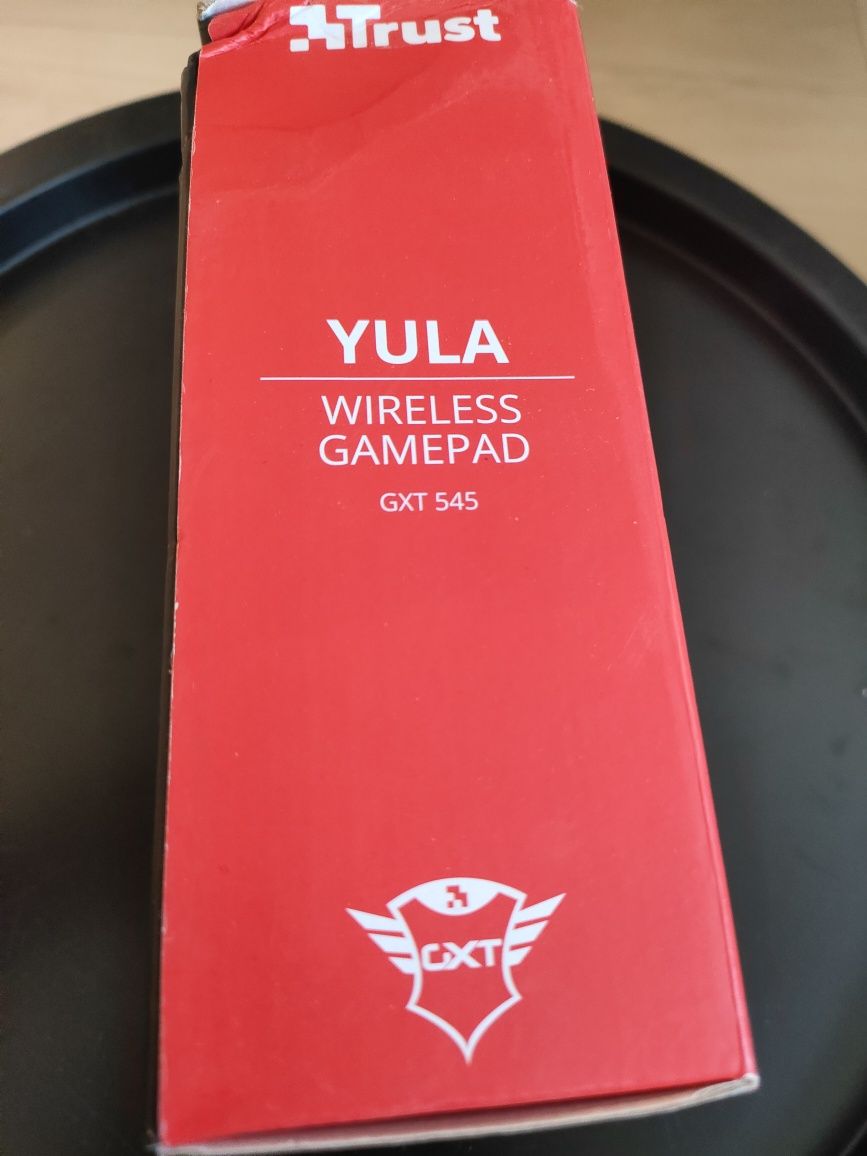 Trust
YULA
WIRELESS
GAMEPAD
GXT 545
GXT